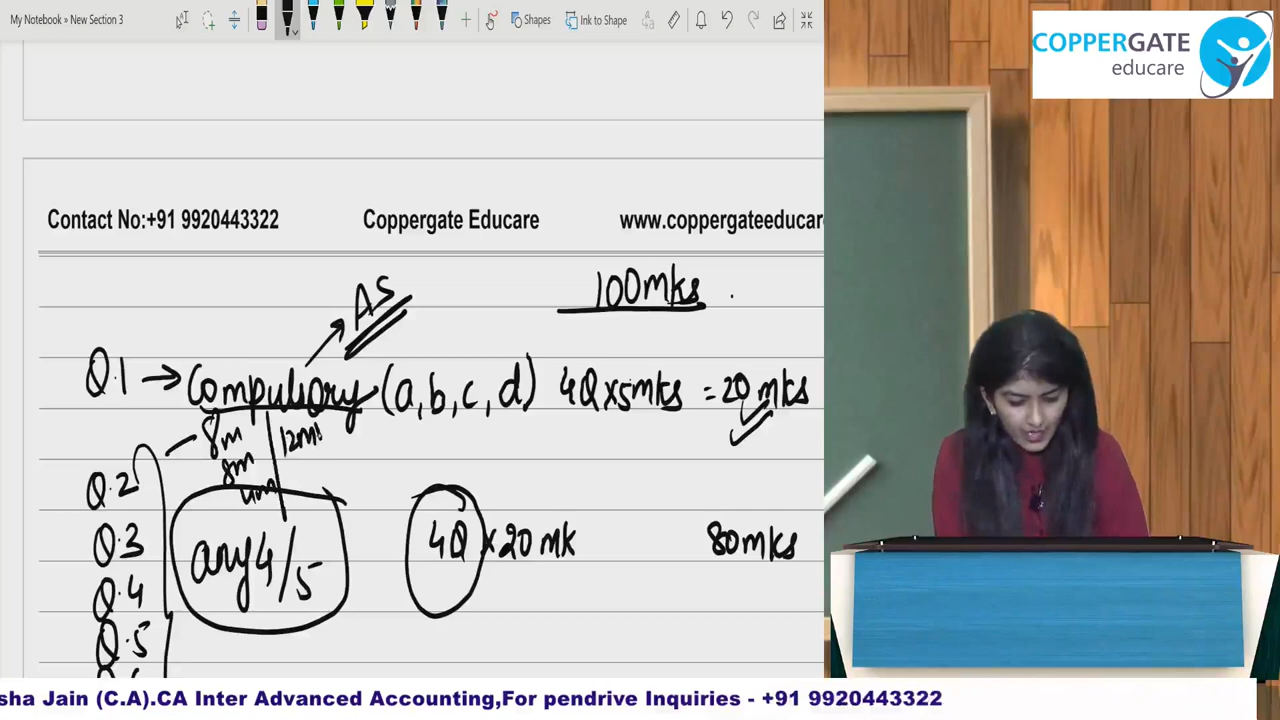 My Notebook » New Section 3
Shapes
Ink to Shape
COPPERGATE
educare
Contact No:+91 9920443322 Coppergate Educare www.coppergateeducar
100mks
AS
Q.1 → Compulsory (a, b, c, d) 4Q x 5mks = 20 mks
8m 12m
8m
4m
Q.2
Q.3 any 4/5 4Q x 20 mk 80mks
Q.4
Q.5
sha Jain (C.A).CA Inter Advanced Accounting,For pendrive Inquiries - +91 9920443322